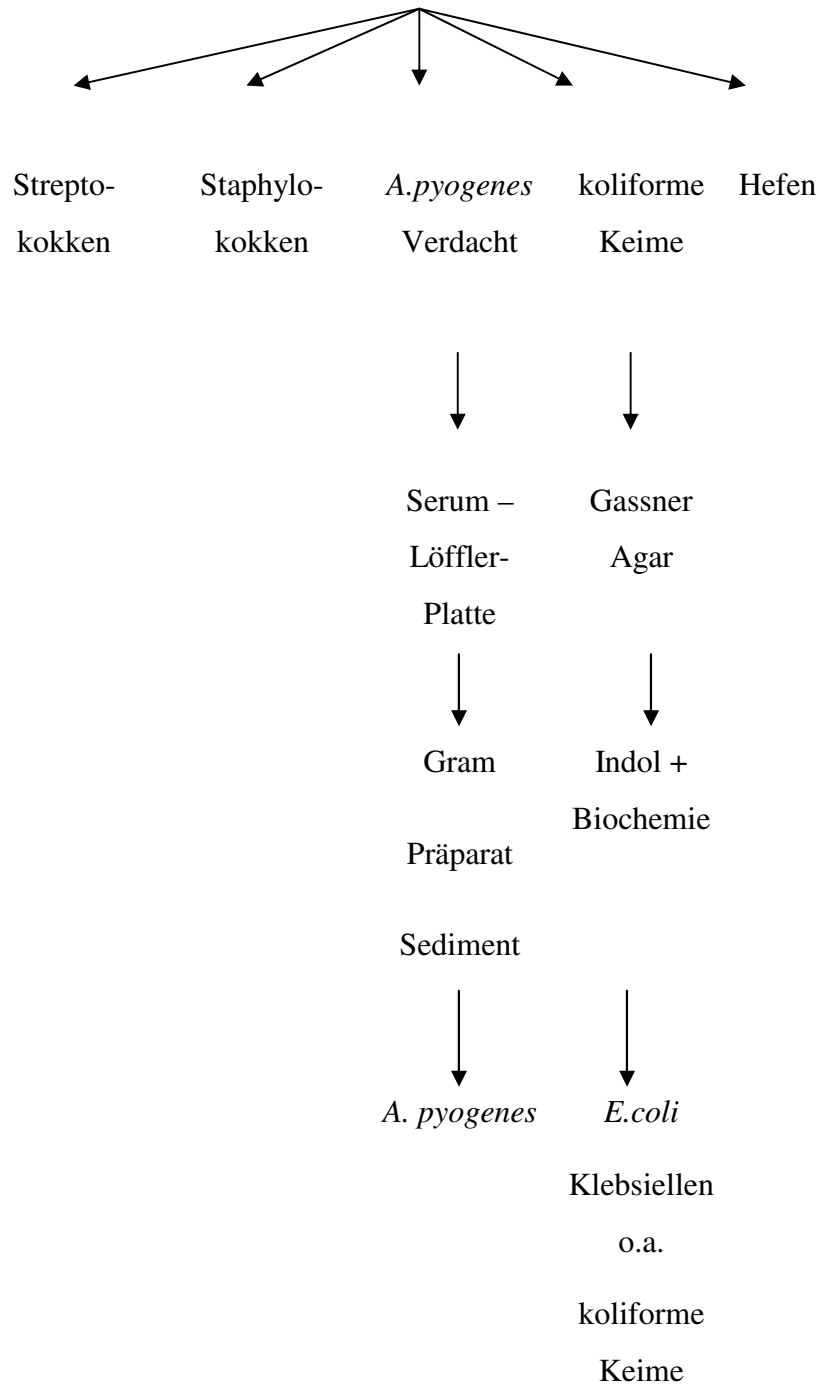 Strepto- Staphylo- A.pyogenes koliforme Hefen
kokken kokken Verdacht Keime
Serum – Gassner
Löffler- Agar
Platte
Gram Indol +
Biochemie
Präparat
Sediment
A. pyogenes E.coli
Klebsiellen
o.a.
koliforme
Keime